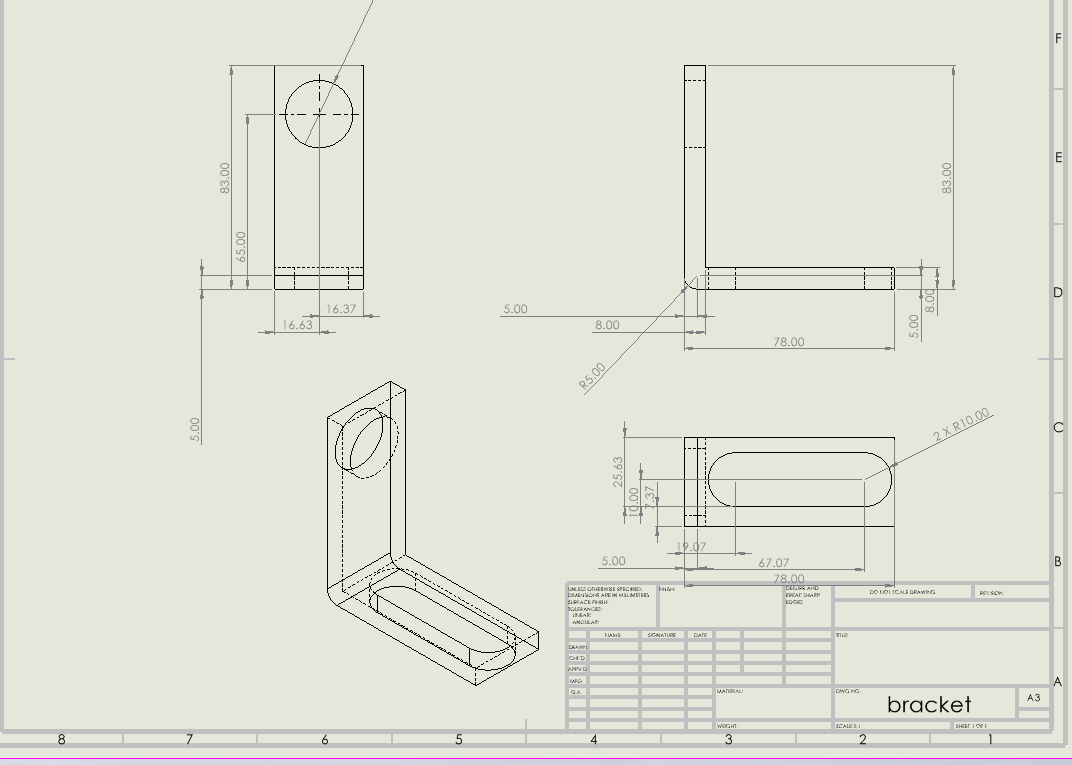 F
E
D
C
B
A
83.00
65.00
16.37
16.63
5.00
83.00
5.00
8.00
8.00
5.00
78.00
R5.00
2 X R10.00
25.63
10.00
7.37
19.07
5.00
67.07
78.00
UNLESS OTHERWISE SPECIFIED:
DIMENSIONS ARE IN MILLIMETERS
SURFACE FINISH:
TOLERANCES:
LINEAR:
ANGULAR:
FINISH:
DEBURR AND
BREAK SHARP
EDGES
DO NOT SCALE DRAWING
REVISION
NAME
SIGNATURE
DATE
TITLE:
DRAWN
CHK'D
APPV'D
MFG
Q.A
MATERIAL:
DWG NO.
bracket
A3
WEIGHT:
SCALE:1:1
SHEET 1 OF 1
8 7 6 5 4 3 2 1